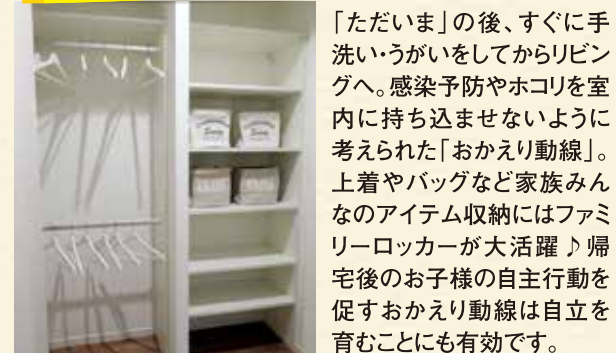 「ただいま」の後、すぐに手
洗い・うがいをしてからリビン
グへ。感染予防やホコリを室
内に持ち込ませないように
考えられた「おかえり動線」。
上着やバッグなど家族みん
なのアイテム収納にはファミ
リーロッカーが大活躍♪帰
宅後のお子様の自主行動を
促すおかえり動線は自立を
育むことにも有効です。